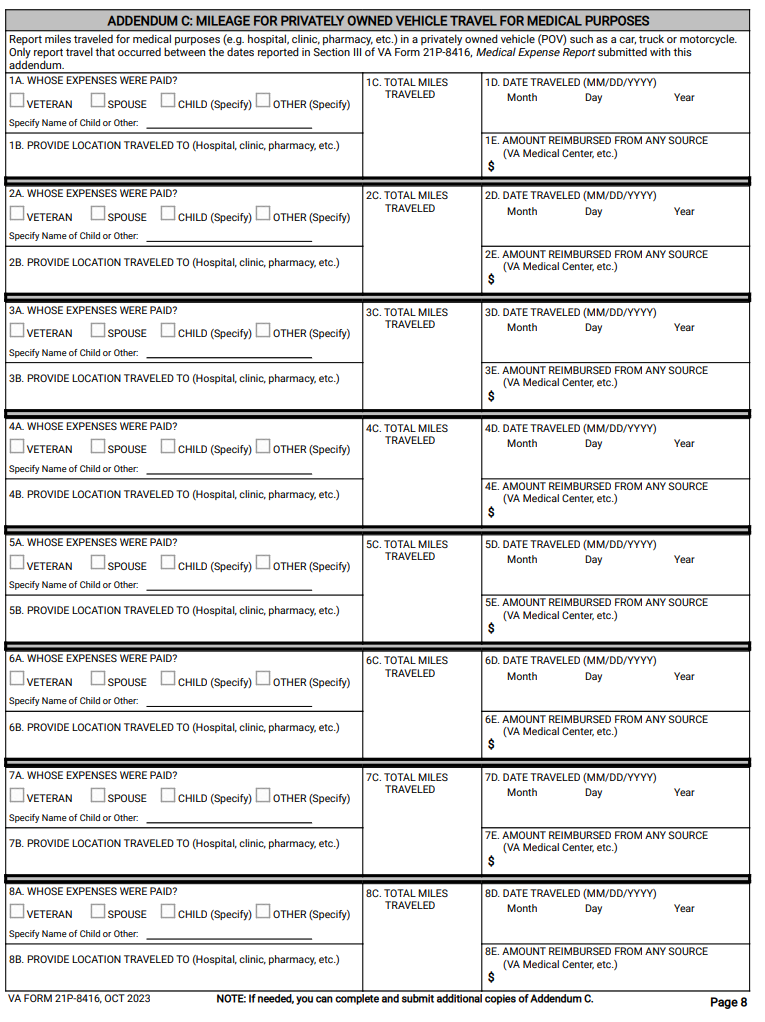 ADDENDUM C: MILEAGE FOR PRIVATELY OWNED VEHICLE TRAVEL FOR MEDICAL PURPOSES
Report miles traveled for medical purposes (e.g. hospital, clinic, pharmacy, etc.) in a privately owned vehicle (POV) such as a car, truck or motorcycle.
Only report travel that occurred between the dates reported in Section III of VA Form 21P-8416, Medical Expense Report submitted with this
addendum.
1A. WHOSE EXPENSES WERE PAID?
VETERAN SPOUSE CHILD (Specify) OTHER (Specify)
Specify Name of Child or Other:
1B. PROVIDE LOCATION TRAVELED TO (Hospital, clinic, pharmacy, etc.)
1C. TOTAL MILES
TRAVELED
1D. DATE TRAVELED (MM/DD/YYYY)
Month Day Year
1E. AMOUNT REIMBURSED FROM ANY SOURCE
(VA Medical Center, etc.)
$
2A. WHOSE EXPENSES WERE PAID?
VETERAN SPOUSE CHILD (Specify) OTHER (Specify)
Specify Name of Child or Other:
2B. PROVIDE LOCATION TRAVELED TO (Hospital, clinic, pharmacy, etc.)
2C. TOTAL MILES
TRAVELED
2D. DATE TRAVELED (MM/DD/YYYY)
Month Day Year
2E. AMOUNT REIMBURSED FROM ANY SOURCE
(VA Medical Center, etc.)
$
3A. WHOSE EXPENSES WERE PAID?
VETERAN SPOUSE CHILD (Specify) OTHER (Specify)
Specify Name of Child or Other:
3B. PROVIDE LOCATION TRAVELED TO (Hospital, clinic, pharmacy, etc.)
3C. TOTAL MILES
TRAVELED
3D. DATE TRAVELED (MM/DD/YYYY)
Month Day Year
3E. AMOUNT REIMBURSED FROM ANY SOURCE
(VA Medical Center, etc.)
$
4A. WHOSE EXPENSES WERE PAID?
VETERAN SPOUSE CHILD (Specify) OTHER (Specify)
Specify Name of Child or Other:
4B. PROVIDE LOCATION TRAVELED TO (Hospital, clinic, pharmacy, etc.)
4C. TOTAL MILES
TRAVELED
4D. DATE TRAVELED (MM/DD/YYYY)
Month Day Year
4E. AMOUNT REIMBURSED FROM ANY SOURCE
(VA Medical Center, etc.)
$
5A. WHOSE EXPENSES WERE PAID?
VETERAN SPOUSE CHILD (Specify) OTHER (Specify)
Specify Name of Child or Other:
5B. PROVIDE LOCATION TRAVELED TO (Hospital, clinic, pharmacy, etc.)
5C. TOTAL MILES
TRAVELED
5D. DATE TRAVELED (MM/DD/YYYY)
Month Day Year
5E. AMOUNT REIMBURSED FROM ANY SOURCE
(VA Medical Center, etc.)
$
6A. WHOSE EXPENSES WERE PAID?
VETERAN SPOUSE CHILD (Specify) OTHER (Specify)
Specify Name of Child or Other:
6B. PROVIDE LOCATION TRAVELED TO (Hospital, clinic, pharmacy, etc.)
6C. TOTAL MILES
TRAVELED
6D. DATE TRAVELED (MM/DD/YYYY)
Month Day Year
6E. AMOUNT REIMBURSED FROM ANY SOURCE
(VA Medical Center, etc.)
$
7A. WHOSE EXPENSES WERE PAID?
VETERAN SPOUSE CHILD (Specify) OTHER (Specify)
Specify Name of Child or Other:
7B. PROVIDE LOCATION TRAVELED TO (Hospital, clinic, pharmacy, etc.)
7C. TOTAL MILES
TRAVELED
7D. DATE TRAVELED (MM/DD/YYYY)
Month Day Year
7E. AMOUNT REIMBURSED FROM ANY SOURCE
(VA Medical Center, etc.)
$
8A. WHOSE EXPENSES WERE PAID?
VETERAN SPOUSE CHILD (Specify) OTHER (Specify)
Specify Name of Child or Other:
8B. PROVIDE LOCATION TRAVELED TO (Hospital, clinic, pharmacy, etc.)
8C. TOTAL MILES
TRAVELED
8D. DATE TRAVELED (MM/DD/YYYY)
Month Day Year
8E. AMOUNT REIMBURSED FROM ANY SOURCE
(VA Medical Center, etc.)
$
VA FORM 21P-8416, OCT 2023 NOTE: If needed, you can complete and submit additional copies of Addendum C. Page 8